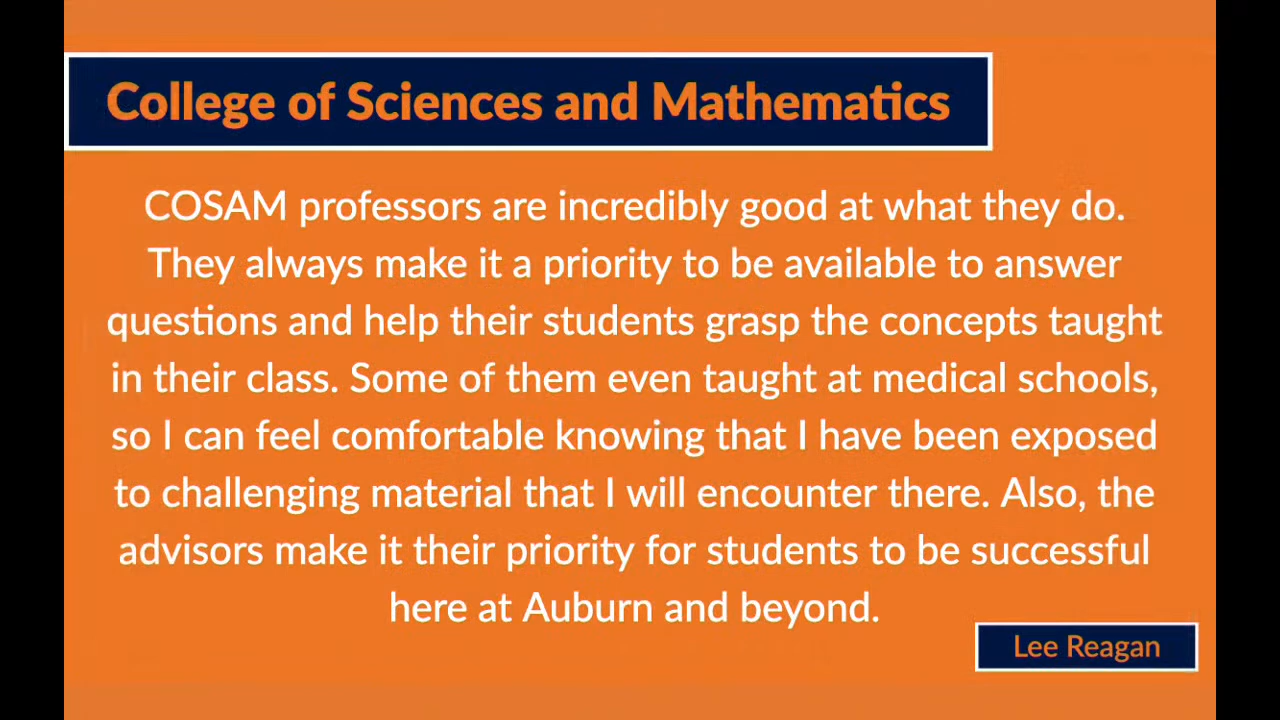 College of Sciences and Mathematics
COSAM professors are incredibly good at what they do.
They always make it a priority to be available to answer
questions and help their students grasp the concepts taught
in their class. Some of them even taught at medical schools,
so I can feel comfortable knowing that I have been exposed
to challenging material that I will encounter there. Also, the
advisors make it their priority for students to be successful
here at Auburn and beyond.
Lee Reagan